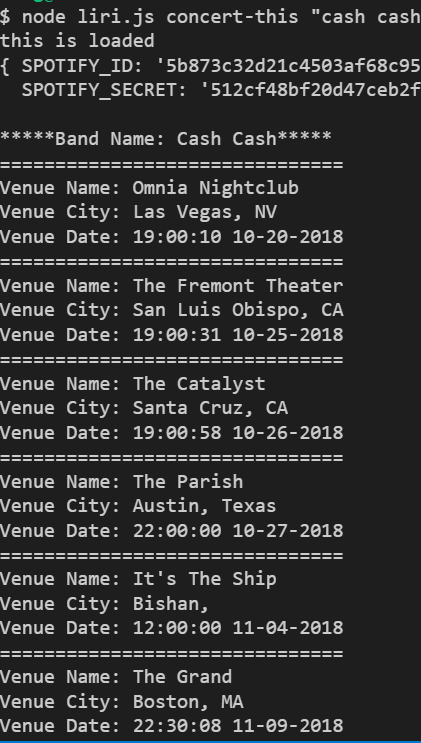 $ node liri.js concert-this "cash cash
this is loaded
{ SPOTIFY_ID: '5b873c32d21c4503af68c95
SPOTIFY_SECRET: '512cf48bf20d47ceb2f
*****Band Name: Cash Cash*****
===============================
Venue Name: Omnia Nightclub
Venue City: Las Vegas, NV
Venue Date: 19:00:10 10-20-2018
===============================
Venue Name: The Fremont Theater
Venue City: San Luis Obispo, CA
Venue Date: 19:00:31 10-25-2018
===============================
Venue Name: The Catalyst
Venue City: Santa Cruz, CA
Venue Date: 19:00:58 10-26-2018
===============================
Venue Name: The Parish
Venue City: Austin, Texas
Venue Date: 22:00:00 10-27-2018
===============================
Venue Name: It's The Ship
Venue City: Bishan,
Venue Date: 12:00:00 11-04-2018
===============================
Venue Name: The Grand
Venue City: Boston, MA
Venue Date: 22:30:08 11-09-2018